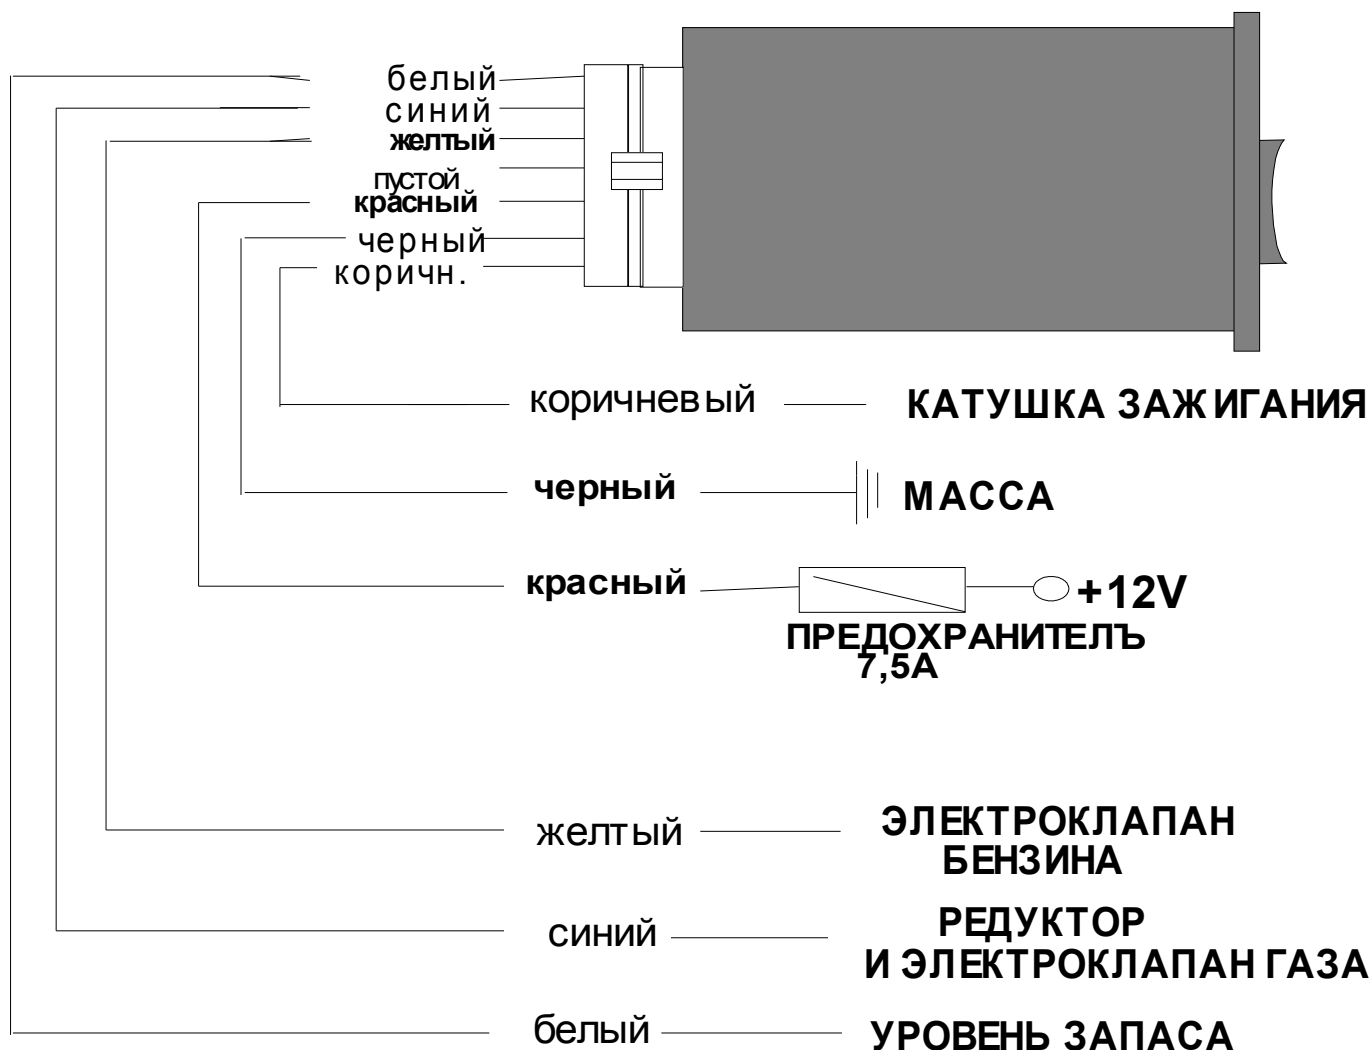 белый
синий
желтый
пустой
красный
черный
коричн.
коричневый КАТУШКА ЗАЖИГАНИЯ
черный МАССА
красный +12V
ПРЕДОХРАНИТЕЛЪ
7,5А
желтый ЭЛЕКТРОКЛАПАН
БЕНЗИНА
синий РЕДУКТОР
И ЭЛЕКТРОКЛАПАН ГАЗА
белый УРОВЕНЬ ЗАПАСА